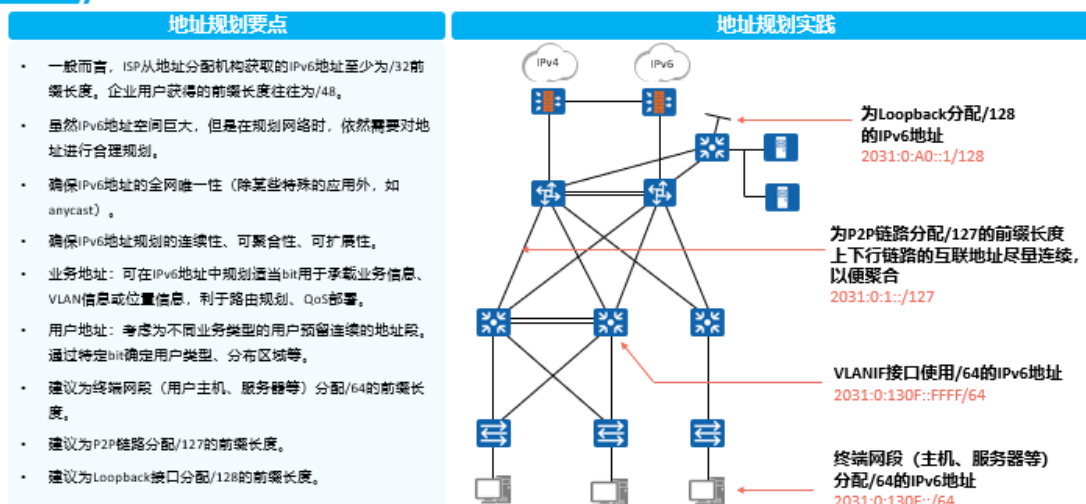 地址规划要点
• 一般而言，ISP从地址分配机构获取的IPv6地址至少为/32前
缀长度。企业用户获得的前缀长度往往为/48。
• 虽然IPv6地址空间巨大，但是在规划网络时，依然需要对地
址进行合理规划。
• 确保IPv6地址的全网唯一性（除某些特殊的应用外，如
anycast）。
• 确保IPv6地址规划的连续性、可聚合性、可扩展性。
• 业务地址：可在IPv6地址中规划适当bit用于承载业务信息、
VLAN信息或位置信息，利于路由规划、QoS部署。
• 用户地址：考虑为不同业务类型的用户预留连续的地址段。
通过特定bit确定用户类型、分布区域等。
• 建议为终端网段（用户主机、服务器等）分配/64的前缀长
度。
• 建议为P2P链路分配/127的前缀长度。
• 建议为Loopback接口分配/128的前缀长度。
地址规划实践
IPv4
IPv6
为Loopback分配/128
的IPv6地址
2031:0:A0::1/128
为P2P链路分配/127的前缀长度
上下行链路的互联地址尽量连续，
以便聚合
2031:0:1::/127
VLANIF接口使用/64的IPv6地址
2031:0:130F::FFFF/64
终端网段（主机、服务器等）
分配/64的IPv6地址
2031:0:130F::/64